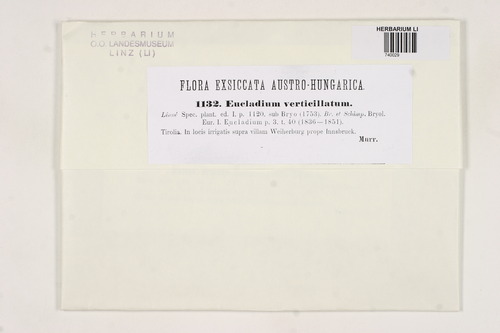 HERBARIUM
O.Ö. LANDESMUSEUM
LINZ (LI)
HERBARIUM LI
740029
FLORA EXSICCATA AUSTRO-HUNGARICA.
1132. Eucladium verticillatum.
Linné Spec. plant. ed. I. p. 1120, sub Bryo (1753). Br. et Schimp. Bryol.
Eur. I. Eucladium p. 3. t. 40 (1836—1851).
Tirolia. In locis irrigatis supra villam Weiherburg prope Innsbruck.
Murr.